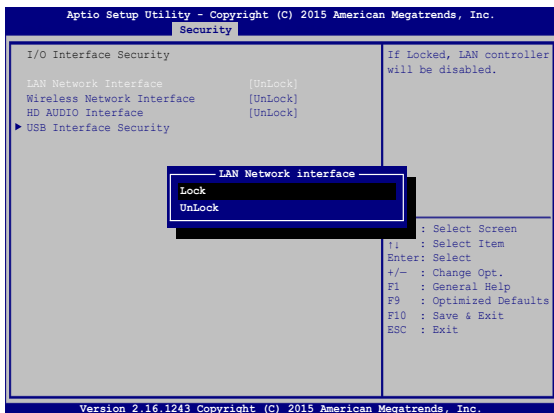 Aptio Setup Utility - Copyright (C) 2015 American Megatrends, Inc.
Security
I/O Interface Security
LAN Network Interface [UnLock]
Wireless Network Interface [UnLock]
HD AUDIO Interface [UnLock]
USB Interface Security
If Locked, LAN controller
will be disabled.
LAN Network interface
Lock
UnLock
: Select Screen
↑↓ : Select Item
Enter: Select
+/— : Change Opt.
F1 : General Help
F9 : Optimized Defaults
F10 : Save & Exit
ESC : Exit
Version 2.16.1243 Copyright (C) 2015 American Megatrends, Inc.